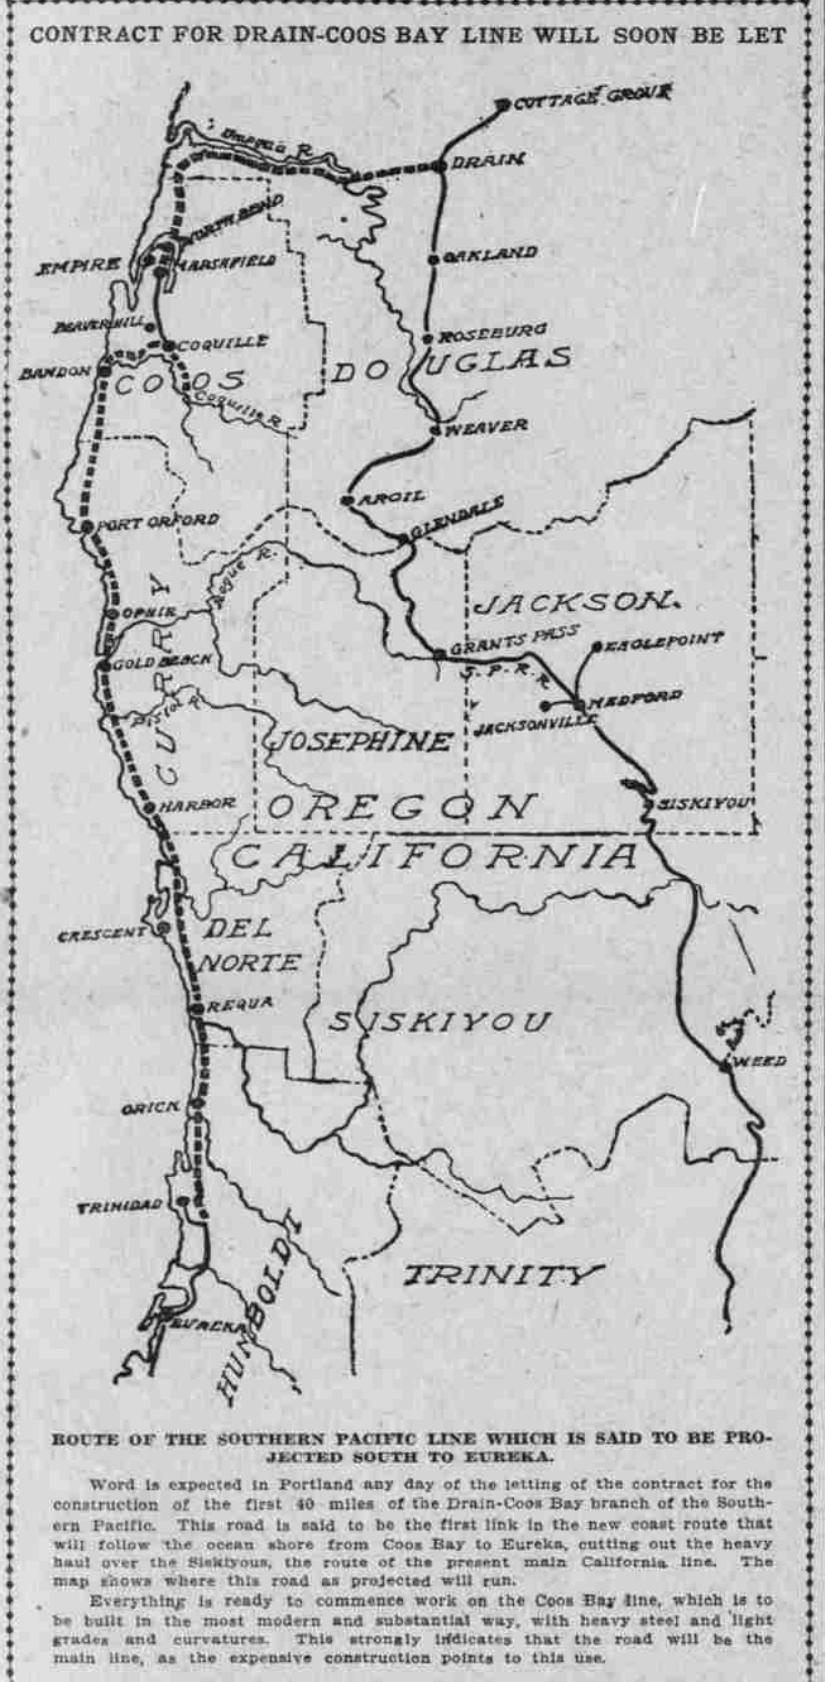 CONTRACT FOR DRAIN-COOS BAY LINE WILL SOON BE LET
COTTAGE GROVE
Umpqua R.
DRAIN
NORTH BEND
OAKLAND
EMPIRE
MARSHFIELD
BEAVERHILL
ROSEBURG
COQUILLE
BANDON
COOS
DOUGLAS
Coquille R.
WEAVER
ARGIL
PORT ORFORD
GLENDALE
Rogue R.
JACKSON.
OPHIR
GRANTS PASS
EAGLEPOINT
GOLD BEACH
S.P.R.R.
CURRY
Pistol R.
MEDFORD
JACKSONVILLE
JOSEPHINE
HARBOR
OREGON
SISKIYOU
CALIFORNIA
CRESCENT
DEL
NORTE
REQUA
SISKIYOU
WEED
ORICK
TRINIDAD
HUMBOLDT
TRINITY
EUREKA
ROUTE OF THE SOUTHERN PACIFIC LINE WHICH IS SAID TO BE PRO-
JECTED SOUTH TO EUREKA.
Word is expected in Portland any day of the letting of the contract for the
construction of the first 40 miles of the Drain-Coos Bay branch of the South-
ern Pacific. This road is said to be the first link in the new coast route that
will follow the ocean shore from Coos Bay to Eureka, cutting out the heavy
haul over the Siskiyous, the route of the present main California line. The
map shows where this road as projected will run.
Everything is ready to commence work on the Coos Bay line, which is to
be built in the most modern and substantial way, with heavy steel and light
grades and curvatures. This strongly indicates that the road will be the
main line, as the expensive construction points to this use.